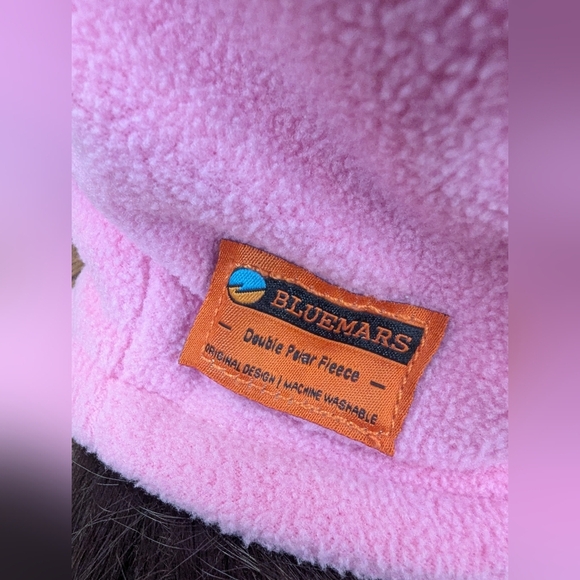 BLUEMARS
— Double Polar Fleece —
ORIGINAL DESIGN | MACHINE WASHABLE